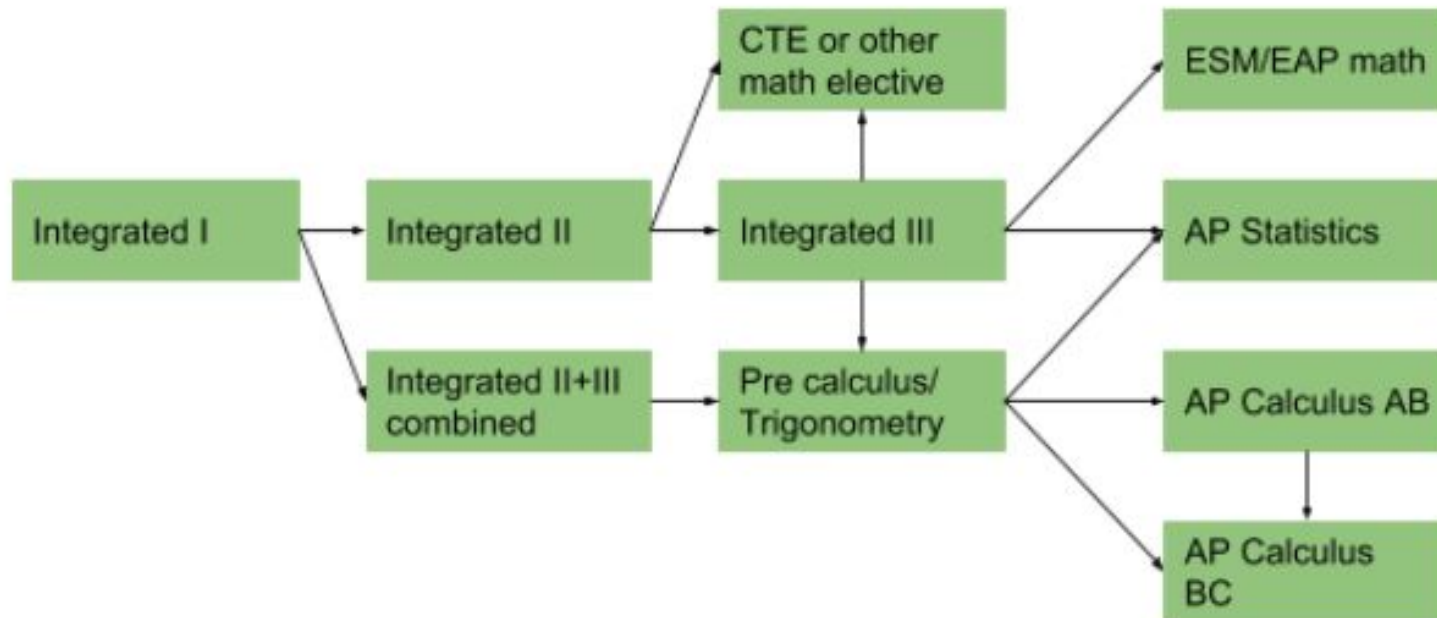 CTE or other
math elective
ESM/EAP math
Integrated I
Integrated II
Integrated III
AP Statistics
Integrated II+III
combined
Pre calculus/
Trigonometry
AP Calculus AB
AP Calculus
BC